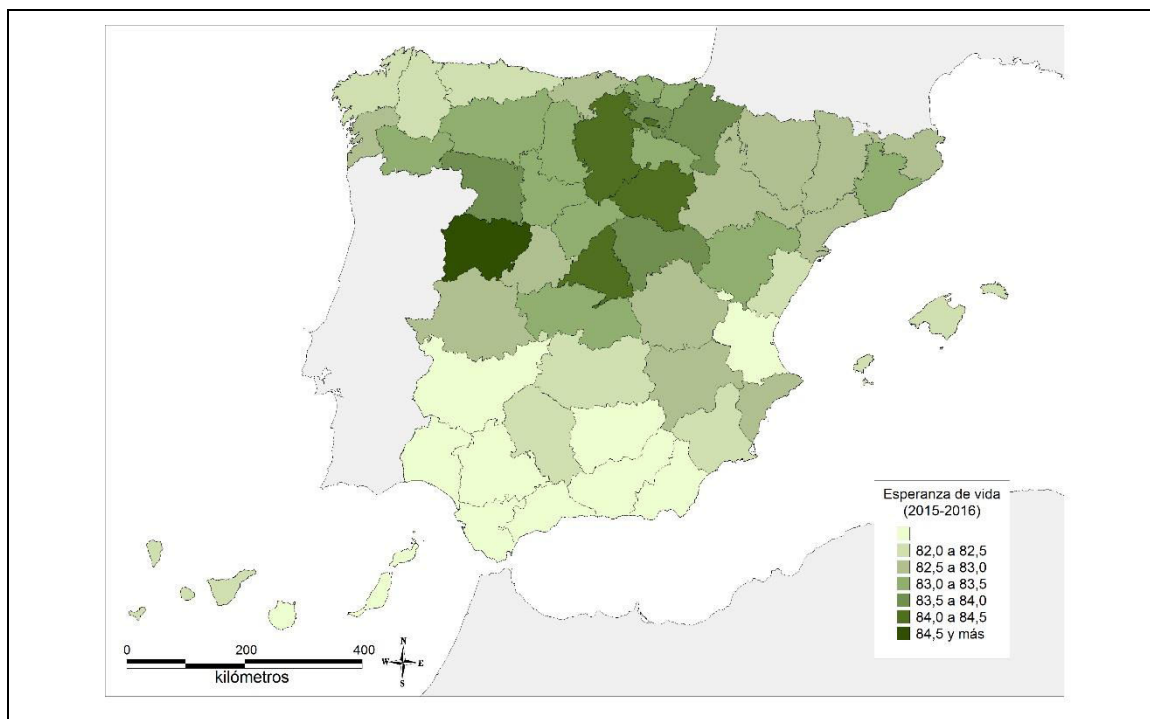 Esperanza de vida
(2015-2016)
82,0 a 82,5
82,5 a 83,0
83,0 a 83,5
83,5 a 84,0
84,0 a 84,5
84,5 y más
0 200 400
kilómetros
N
W E
S